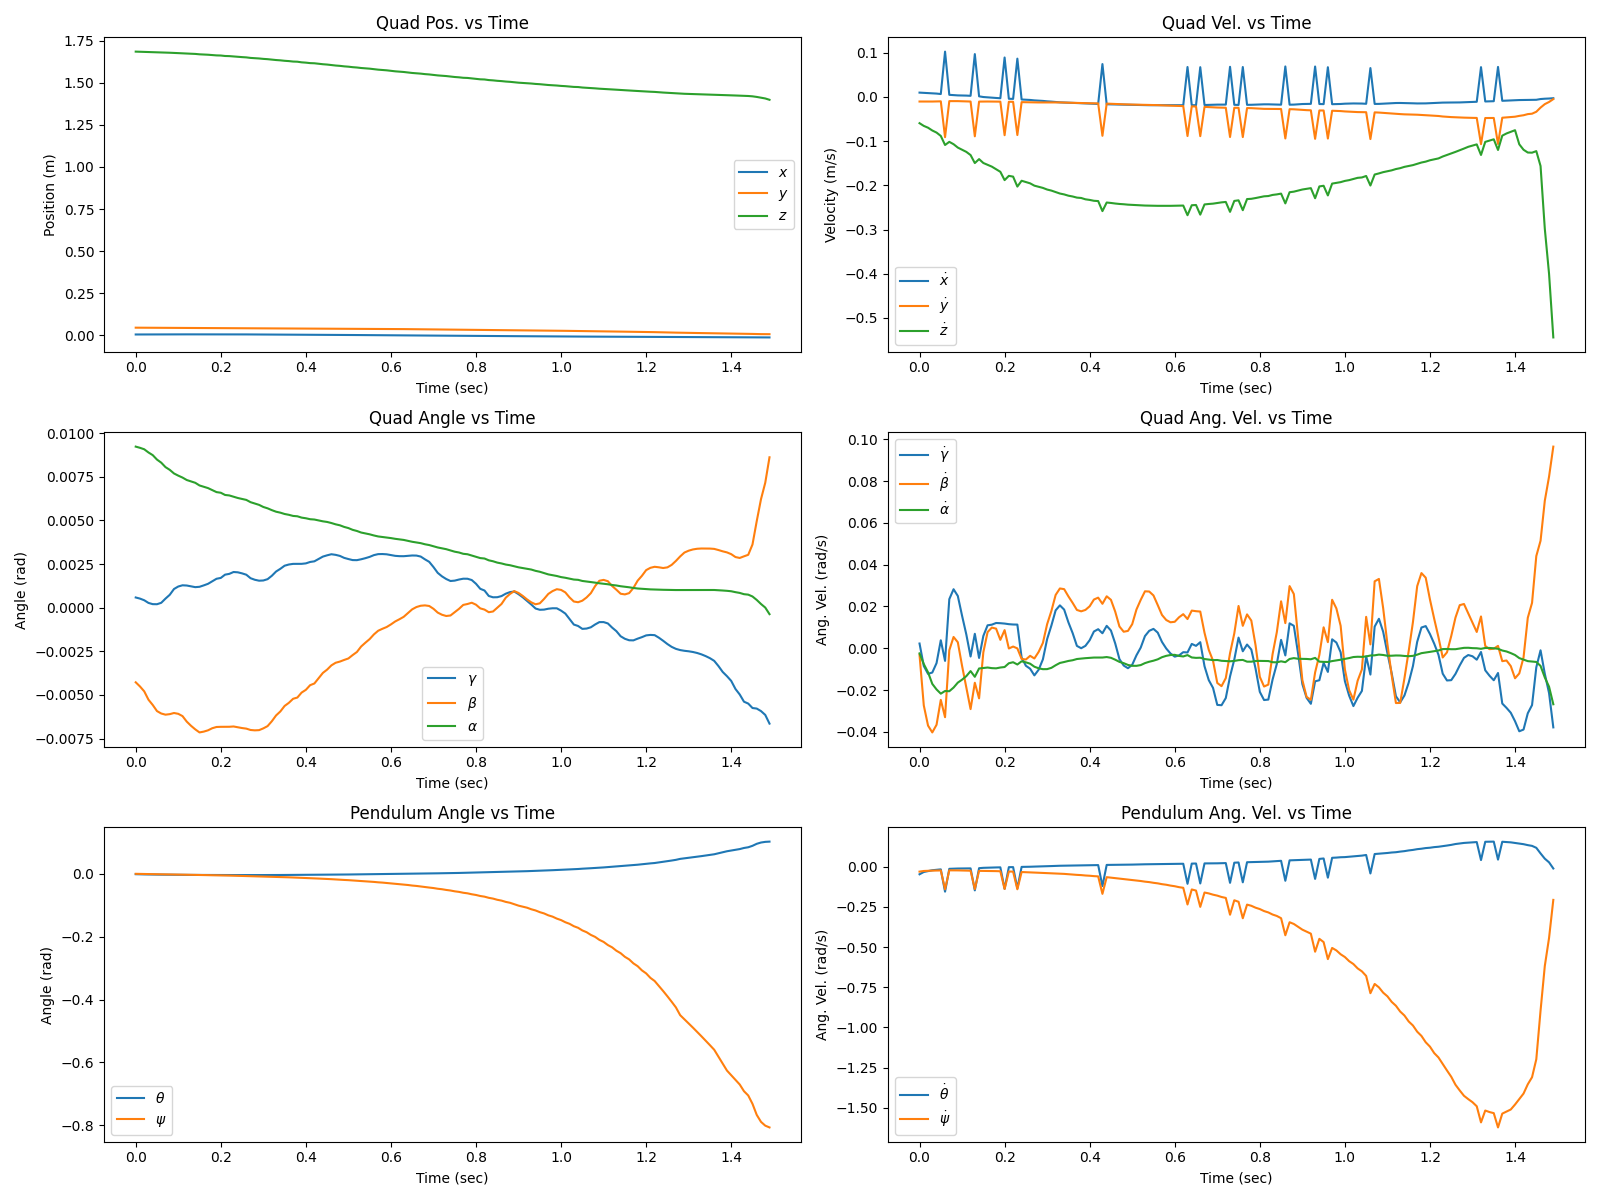 Quad Pos. vs Time
Position (m)
1.75
1.50
1.25
1.00
0.75
0.50
0.25
0.00
x
y
z
0.0 0.2 0.4 0.6 0.8 1.0 1.2 1.4
Time (sec)
Quad Vel. vs Time
Velocity (m/s)
0.1
0.0
−0.1
−0.2
−0.3
−0.4
−0.5
ẋ
ẏ
ż
0.0 0.2 0.4 0.6 0.8 1.0 1.2 1.4
Time (sec)
Quad Angle vs Time
Angle (rad)
0.0100
0.0075
0.0050
0.0025
0.0000
−0.0025
−0.0050
−0.0075
γ
β
α
0.0 0.2 0.4 0.6 0.8 1.0 1.2 1.4
Time (sec)
Quad Ang. Vel. vs Time
Ang. Vel. (rad/s)
0.10
0.08
0.06
0.04
0.02
0.00
−0.02
−0.04
γ̇
β̇
α̇
0.0 0.2 0.4 0.6 0.8 1.0 1.2 1.4
Time (sec)
Pendulum Angle vs Time
Angle (rad)
0.0
−0.2
−0.4
−0.6
−0.8
θ
ψ
0.0 0.2 0.4 0.6 0.8 1.0 1.2 1.4
Time (sec)
Pendulum Ang. Vel. vs Time
Ang. Vel. (rad/s)
0.00
−0.25
−0.50
−0.75
−1.00
−1.25
−1.50
θ̇
ψ̇
0.0 0.2 0.4 0.6 0.8 1.0 1.2 1.4
Time (sec)